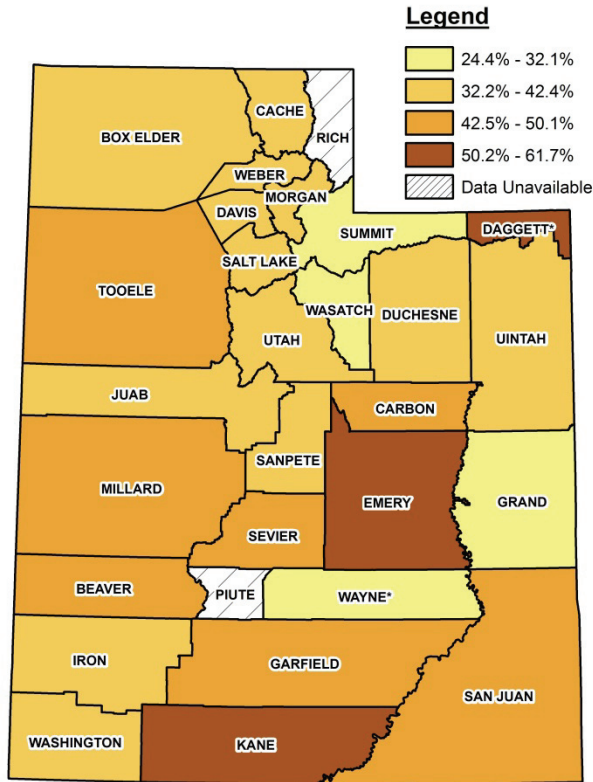 Legend
24.4% - 32.1%
32.2% - 42.4%
42.5% - 50.1%
50.2% - 61.7%
Data Unavailable
CACHE
RICH
BOX ELDER
WEBER
MORGAN
DAVIS
SUMMIT
DAGGETT*
SALT LAKE
TOOELE
WASATCH
DUCHESNE
UINTAH
UTAH
JUAB
CARBON
SANPETE
MILLARD
EMERY
GRAND
SEVIER
BEAVER
PIUTE
WAYNE*
IRON
GARFIELD
SAN JUAN
WASHINGTON
KANE